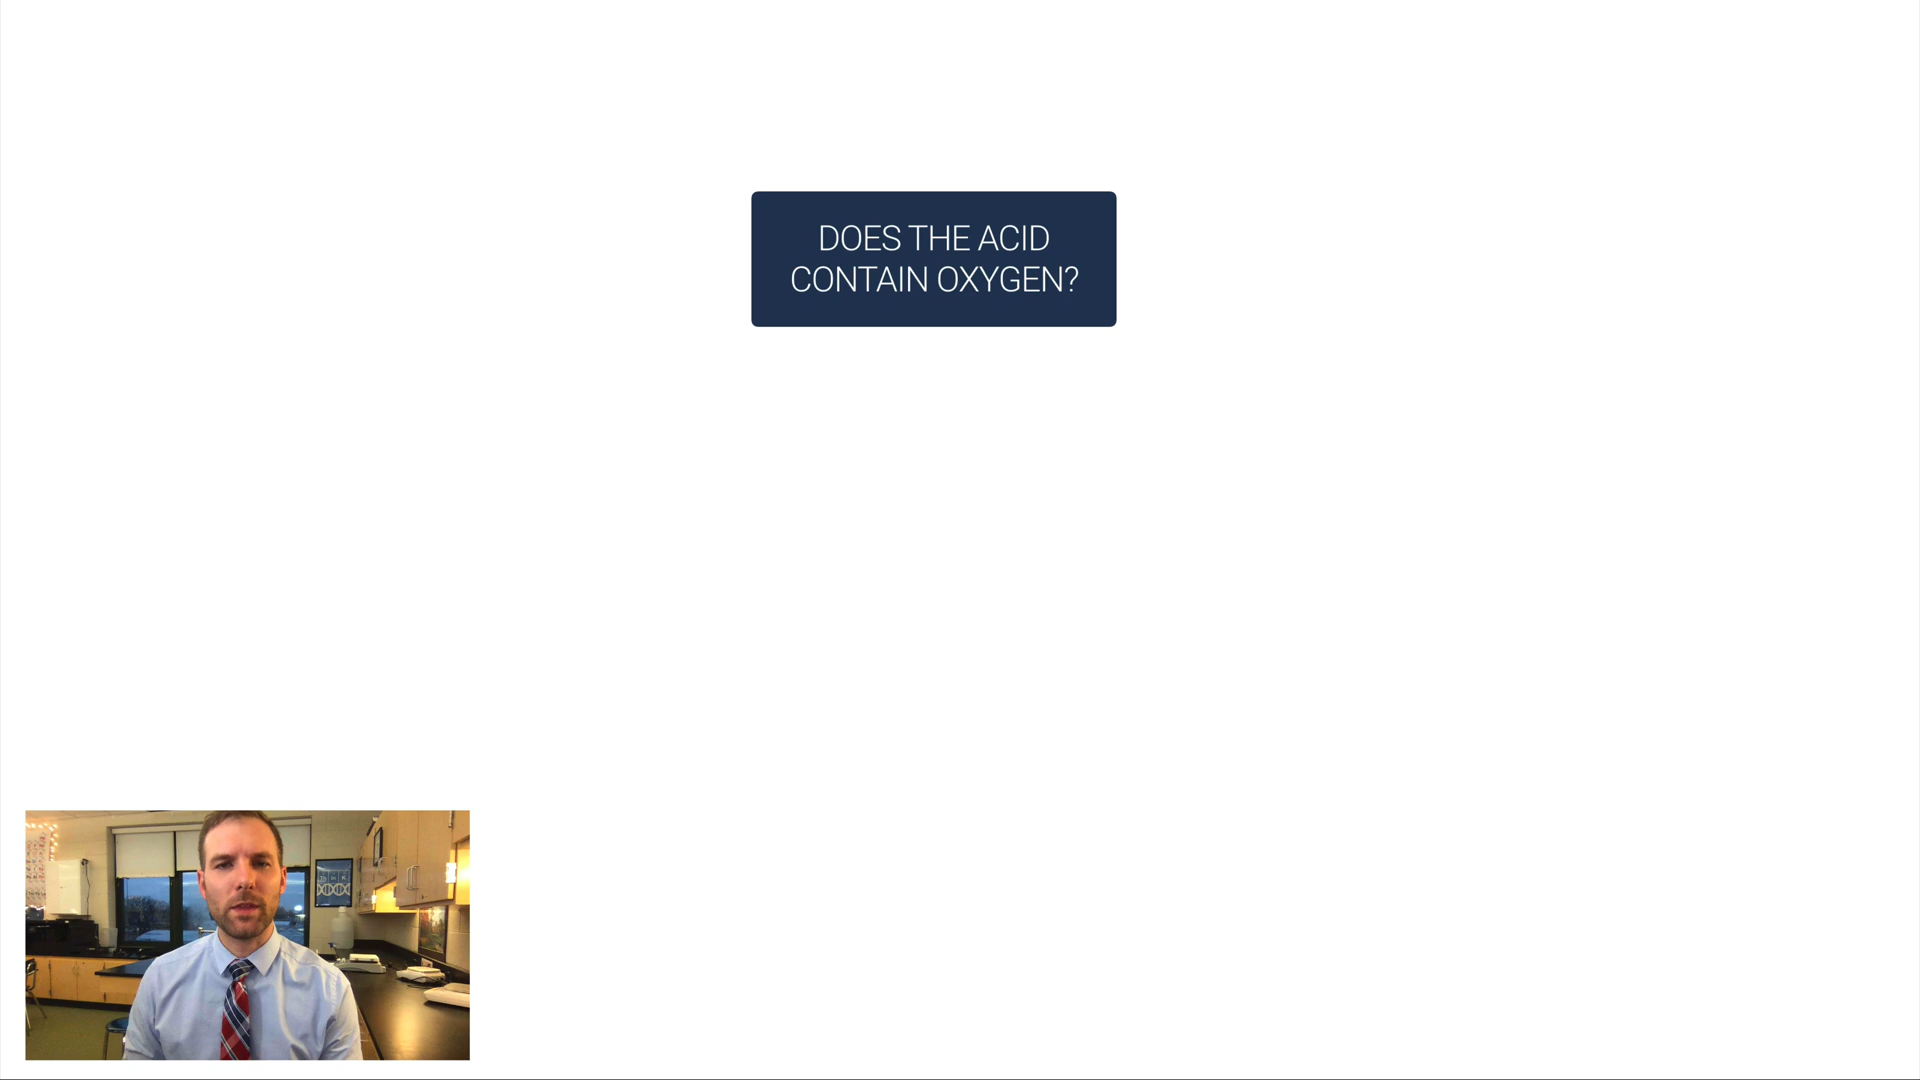 DOES THE ACID
CONTAIN OXYGEN?